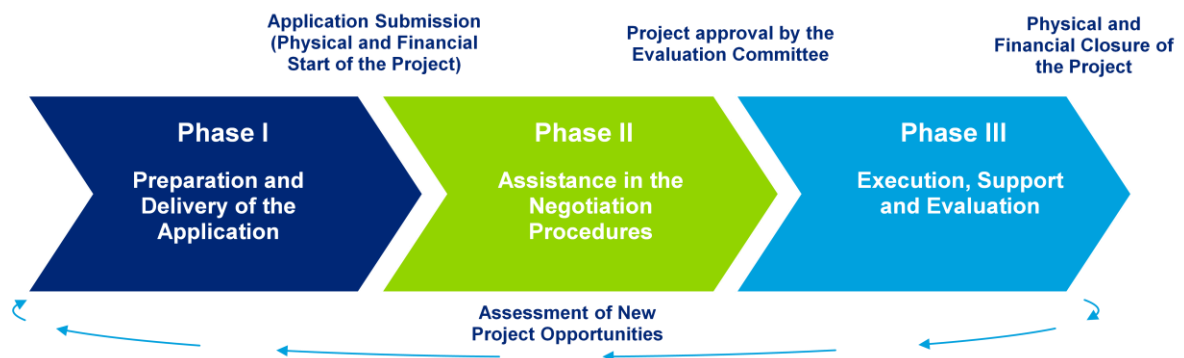 Application Submission
(Physical and Financial
Start of the Project)
Project approval by the
Evaluation Committee
Physical and
Financial Closure of
the Project
Phase I
Preparation and
Delivery of the
Application
Phase II
Assistance in the
Negotiation
Procedures
Phase III
Execution, Support
and Evaluation
Assessment of New
Project Opportunities